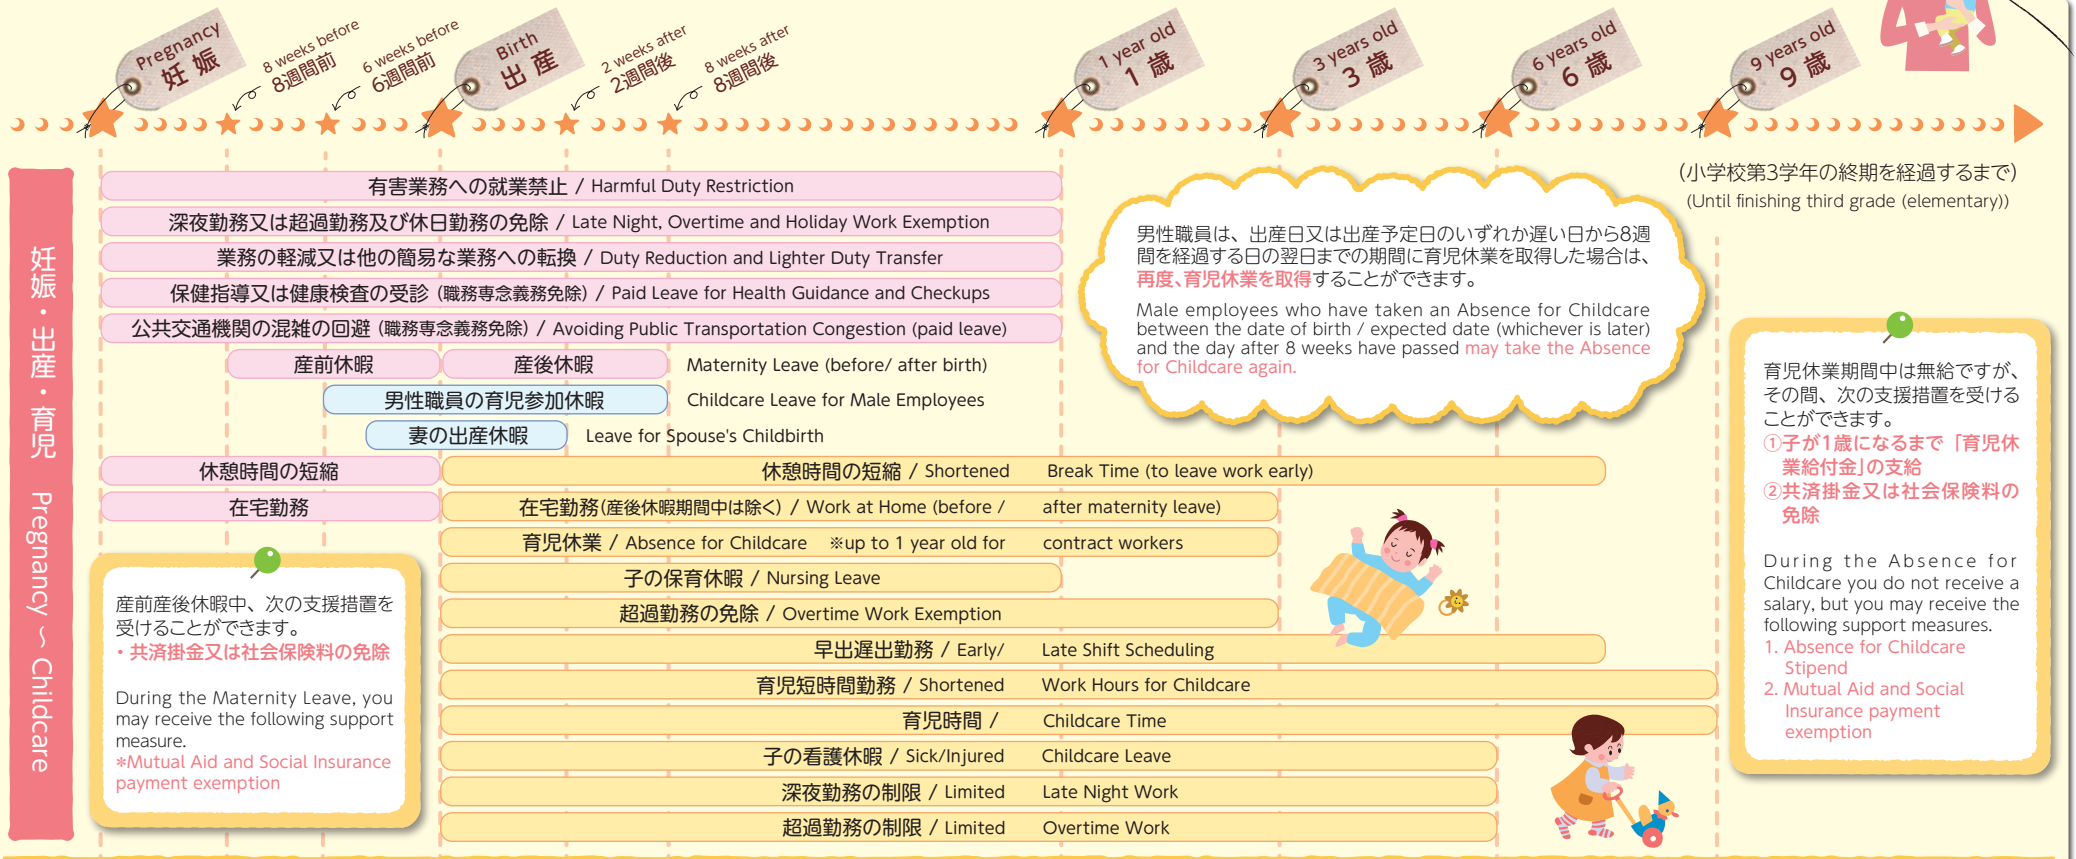 Pregnancy
妊 娠
8 weeks before
8週間前
6 weeks before
6週間前
Birth
出 産
2 weeks after
2週間後
8 weeks after
8週間後
1 year old
1 歳
3 years old
3 歳
6 years old
6 歳
9 years old
9 歳
(小学校第3学年の終期を経過するまで)
(Until finishing third grade (elementary))
妊娠・出産・育児 Pregnancy ～ Childcare
有害業務への就業禁止 / Harmful Duty Restriction
深夜勤務又は超過勤務及び休日勤務の免除 / Late Night, Overtime and Holiday Work Exemption
業務の軽減又は他の簡易な業務への転換 / Duty Reduction and Lighter Duty Transfer
保健指導又は健康検査の受診 (職務専念義務免除) / Paid Leave for Health Guidance and Checkups
公共交通機関の混雑の回避 (職務専念義務免除) / Avoiding Public Transportation Congestion (paid leave)
産前休暇 産後休暇 Maternity Leave (before/ after birth)
男性職員の育児参加休暇 Childcare Leave for Male Employees
妻の出産休暇 Leave for Spouse's Childbirth
休憩時間の短縮 休憩時間の短縮 / Shortened Break Time (to leave work early)
在宅勤務 在宅勤務(産後休暇期間中は除く) / Work at Home (before / after maternity leave)
育児休業 / Absence for Childcare ※up to 1 year old for contract workers
子の保育休暇 / Nursing Leave
超過勤務の免除 / Overtime Work Exemption
早出遅出勤務 / Early/ Late Shift Scheduling
育児短時間勤務 / Shortened Work Hours for Childcare
育児時間 / Childcare Time
子の看護休暇 / Sick/Injured Childcare Leave
深夜勤務の制限 / Limited Late Night Work
超過勤務の制限 / Limited Overtime Work
男性職員は、出産日又は出産予定日のいずれか遅い日から8週
間を経過する日の翌日までの期間に育児休業を取得した場合は、
再度、育児休業を取得することができます。
Male employees who have taken an Absence for Childcare
between the date of birth / expected date (whichever is later)
and the day after 8 weeks have passed may take the Absence
for Childcare again.
産前産後休暇中、次の支援措置を
受けることができます。
・共済掛金又は社会保険料の免除
During the Maternity Leave, you
may receive the following support
measure.
*Mutual Aid and Social Insurance
payment exemption
育児休業期間中は無給ですが、
その間、次の支援措置を受ける
ことができます。
①子が1歳になるまで「育児休
業給付金」の支給
②共済掛金又は社会保険料の
免除
During the Absence for
Childcare you do not receive a
salary, but you may receive the
following support measures.
1. Absence for Childcare
Stipend
2. Mutual Aid and Social
Insurance payment
exemption